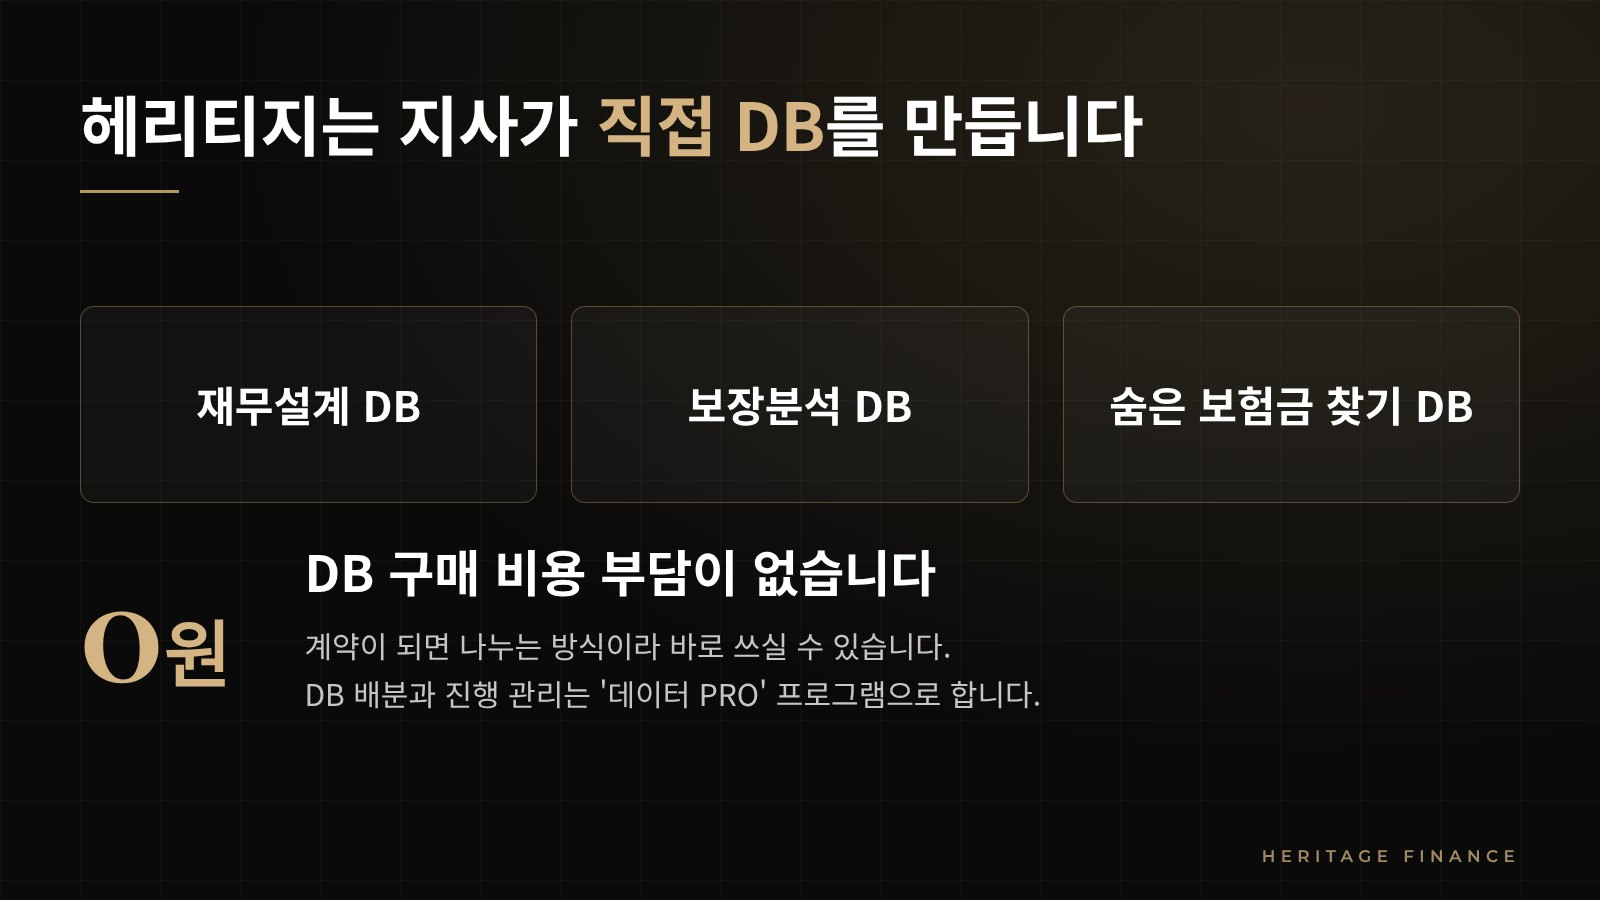 헤리티지는 지사가 직접 DB를 만듭니다
재무설계 DB
보장분석 DB
숨은 보험금 찾기 DB
0원
DB 구매 비용 부담이 없습니다
계약이 되면 나누는 방식이라 바로 쓰실 수 있습니다.
DB 배분과 진행 관리는 '데이터 PRO' 프로그램으로 합니다.
HERITAGE FINANCE